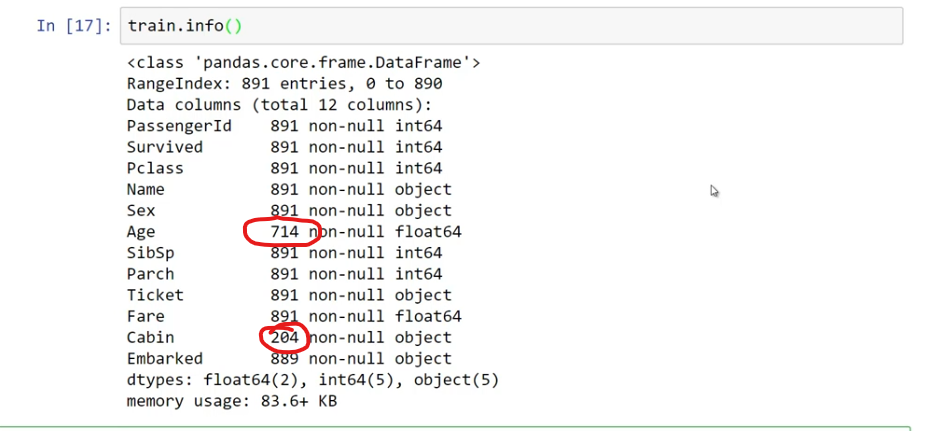 In [17]: train.info()
<class 'pandas.core.frame.DataFrame'>
RangeIndex: 891 entries, 0 to 890
Data columns (total 12 columns):
PassengerId    891 non-null int64
Survived       891 non-null int64
Pclass         891 non-null int64
Name           891 non-null object
Sex            891 non-null object
Age            714 non-null float64
SibSp          891 non-null int64
Parch          891 non-null int64
Ticket         891 non-null object
Fare           891 non-null float64
Cabin          204 non-null object
Embarked       889 non-null object
dtypes: float64(2), int64(5), object(5)
memory usage: 83.6+ KB